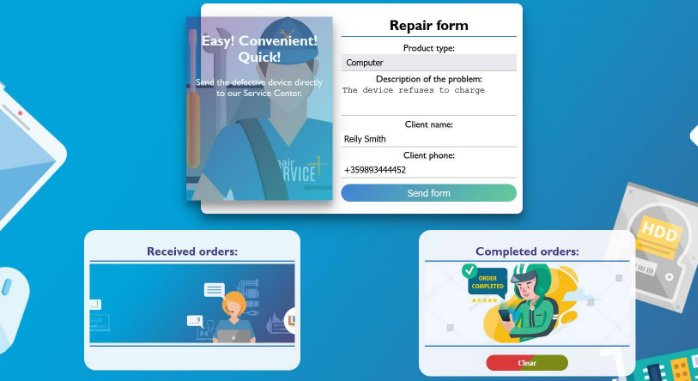 Easy! Convenient!
Quick!
Send the defective device directly
to our Service Center.
Repair form
Product type:
Computer
Description of the problem:
The device refuses to charge
Client name:
Reily Smith
Client phone:
+359893444452
Send form
Received orders:
...?
Completed orders:
ORDER
COMPLETED
Clear
HDD